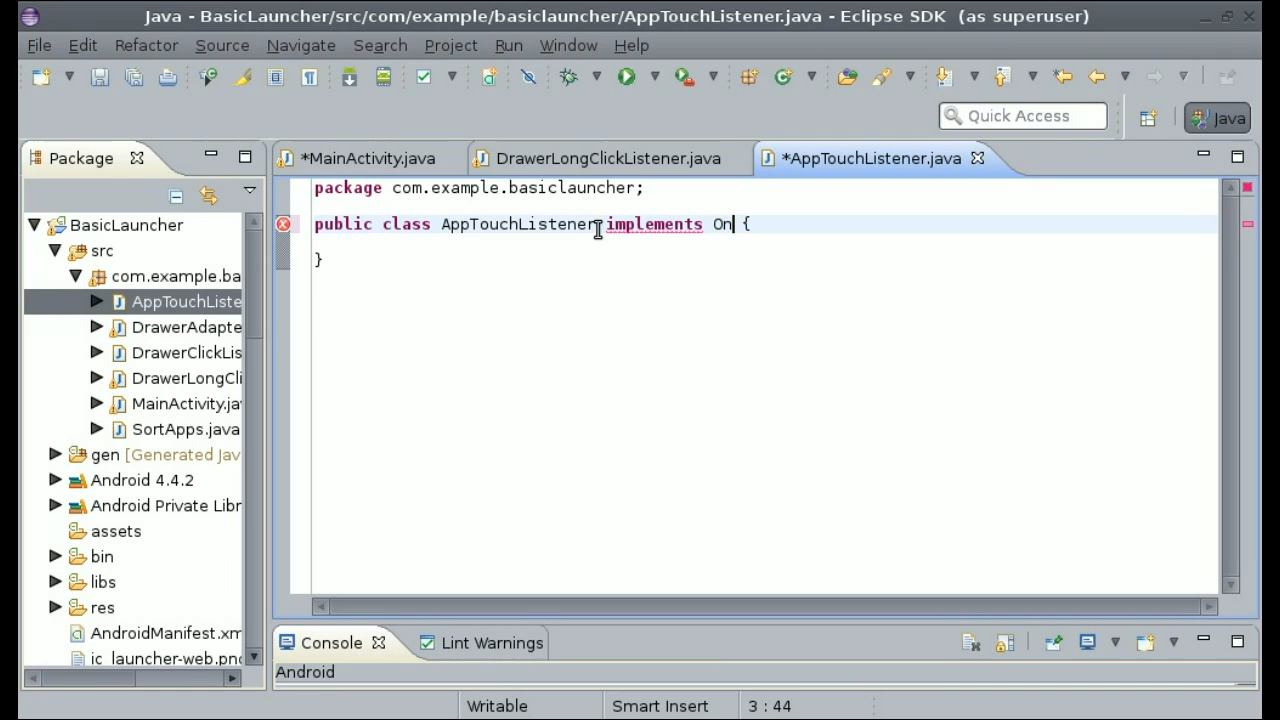 Java - BasicLauncher/src/com/example/basiclauncher/AppTouchListener.java - Eclipse SDK (as superuser)
File Edit Refactor Source Navigate Search Project Run Window Help
Quick Access
Java
Package
*MainActivity.java
DrawerLongClickListener.java
*AppTouchListener.java
BasicLauncher
src
com.example.ba
AppTouchListe
DrawerAdapte
DrawerClickLis
DrawerLongCli
MainActivity.ja
SortApps.java
gen [Generated Jav
Android 4.4.2
Android Private Libr
assets
bin
libs
res
AndroidManifest.xm
ic_launcher-web.png
package com.example.basiclauncher;
public class AppTouchListener implements On {
}
Console
Lint Warnings
Android
Writable
Smart Insert
3 : 44